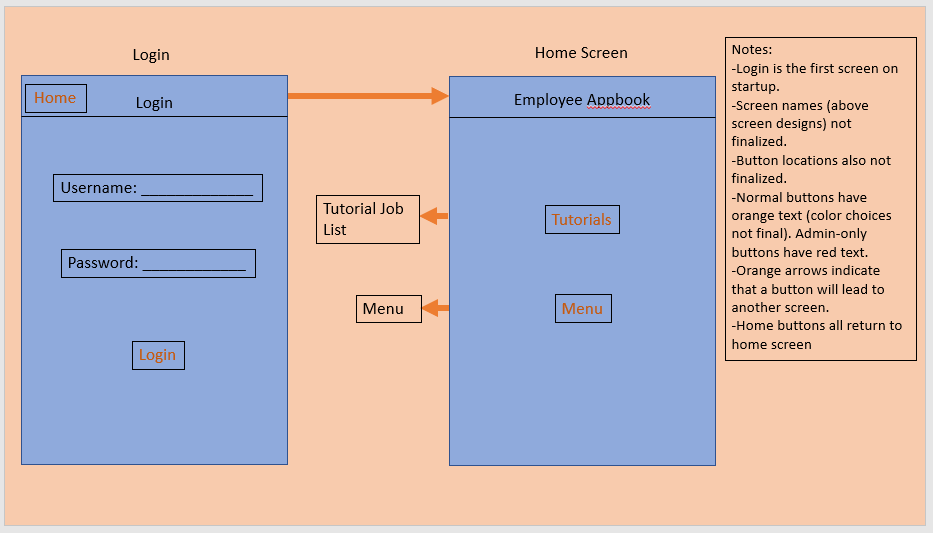 Login
Home
Login
Username: _____________
Password: ____________
Login
Tutorial Job
List
Menu
Home Screen
Employee Appbook
Tutorials
Menu
Notes:
-Login is the first screen on
startup.
-Screen names (above
screen designs) not
finalized.
-Button locations also not
finalized.
-Normal buttons have
orange text (color choices
not final). Admin-only
buttons have red text.
-Orange arrows indicate
that a button will lead to
another screen.
-Home buttons all return to
home screen